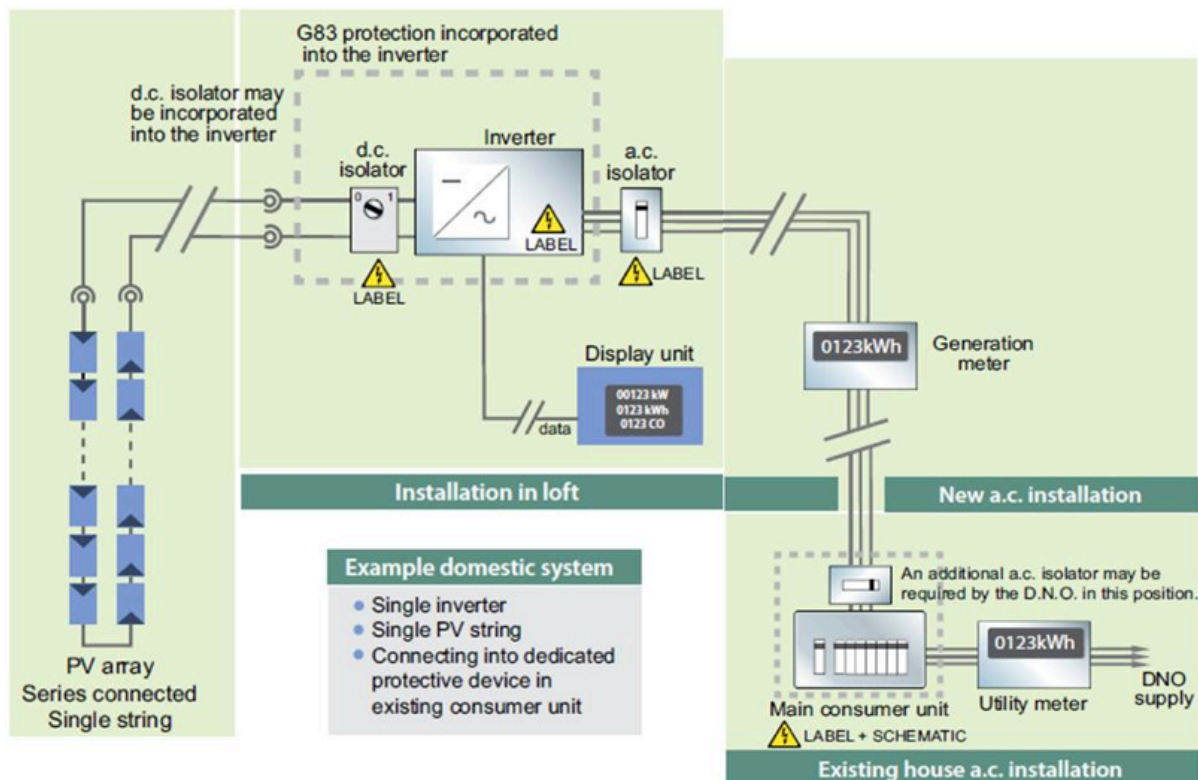 G83 protection incorporated
into the inverter
d.c. isolator may
be incorporated
into the inverter
d.c.
isolator
0 1
LABEL
Inverter
LABEL
a.c.
isolator
LABEL
Display unit
00123 kW
0123 kWh
0123 CO
data
0123kWh
Generation
meter
Installation in loft
New a.c. installation
PV array
Series connected
Single string
Example domestic system
Single inverter
Single PV string
Connecting into dedicated
protective device in
existing consumer unit
An additional a.c. isolator may be
required by the D.N.O. in this position.
Main consumer unit
LABEL + SCHEMATIC
0123kWh
Utility meter
DNO
supply
Existing house a.c. installation